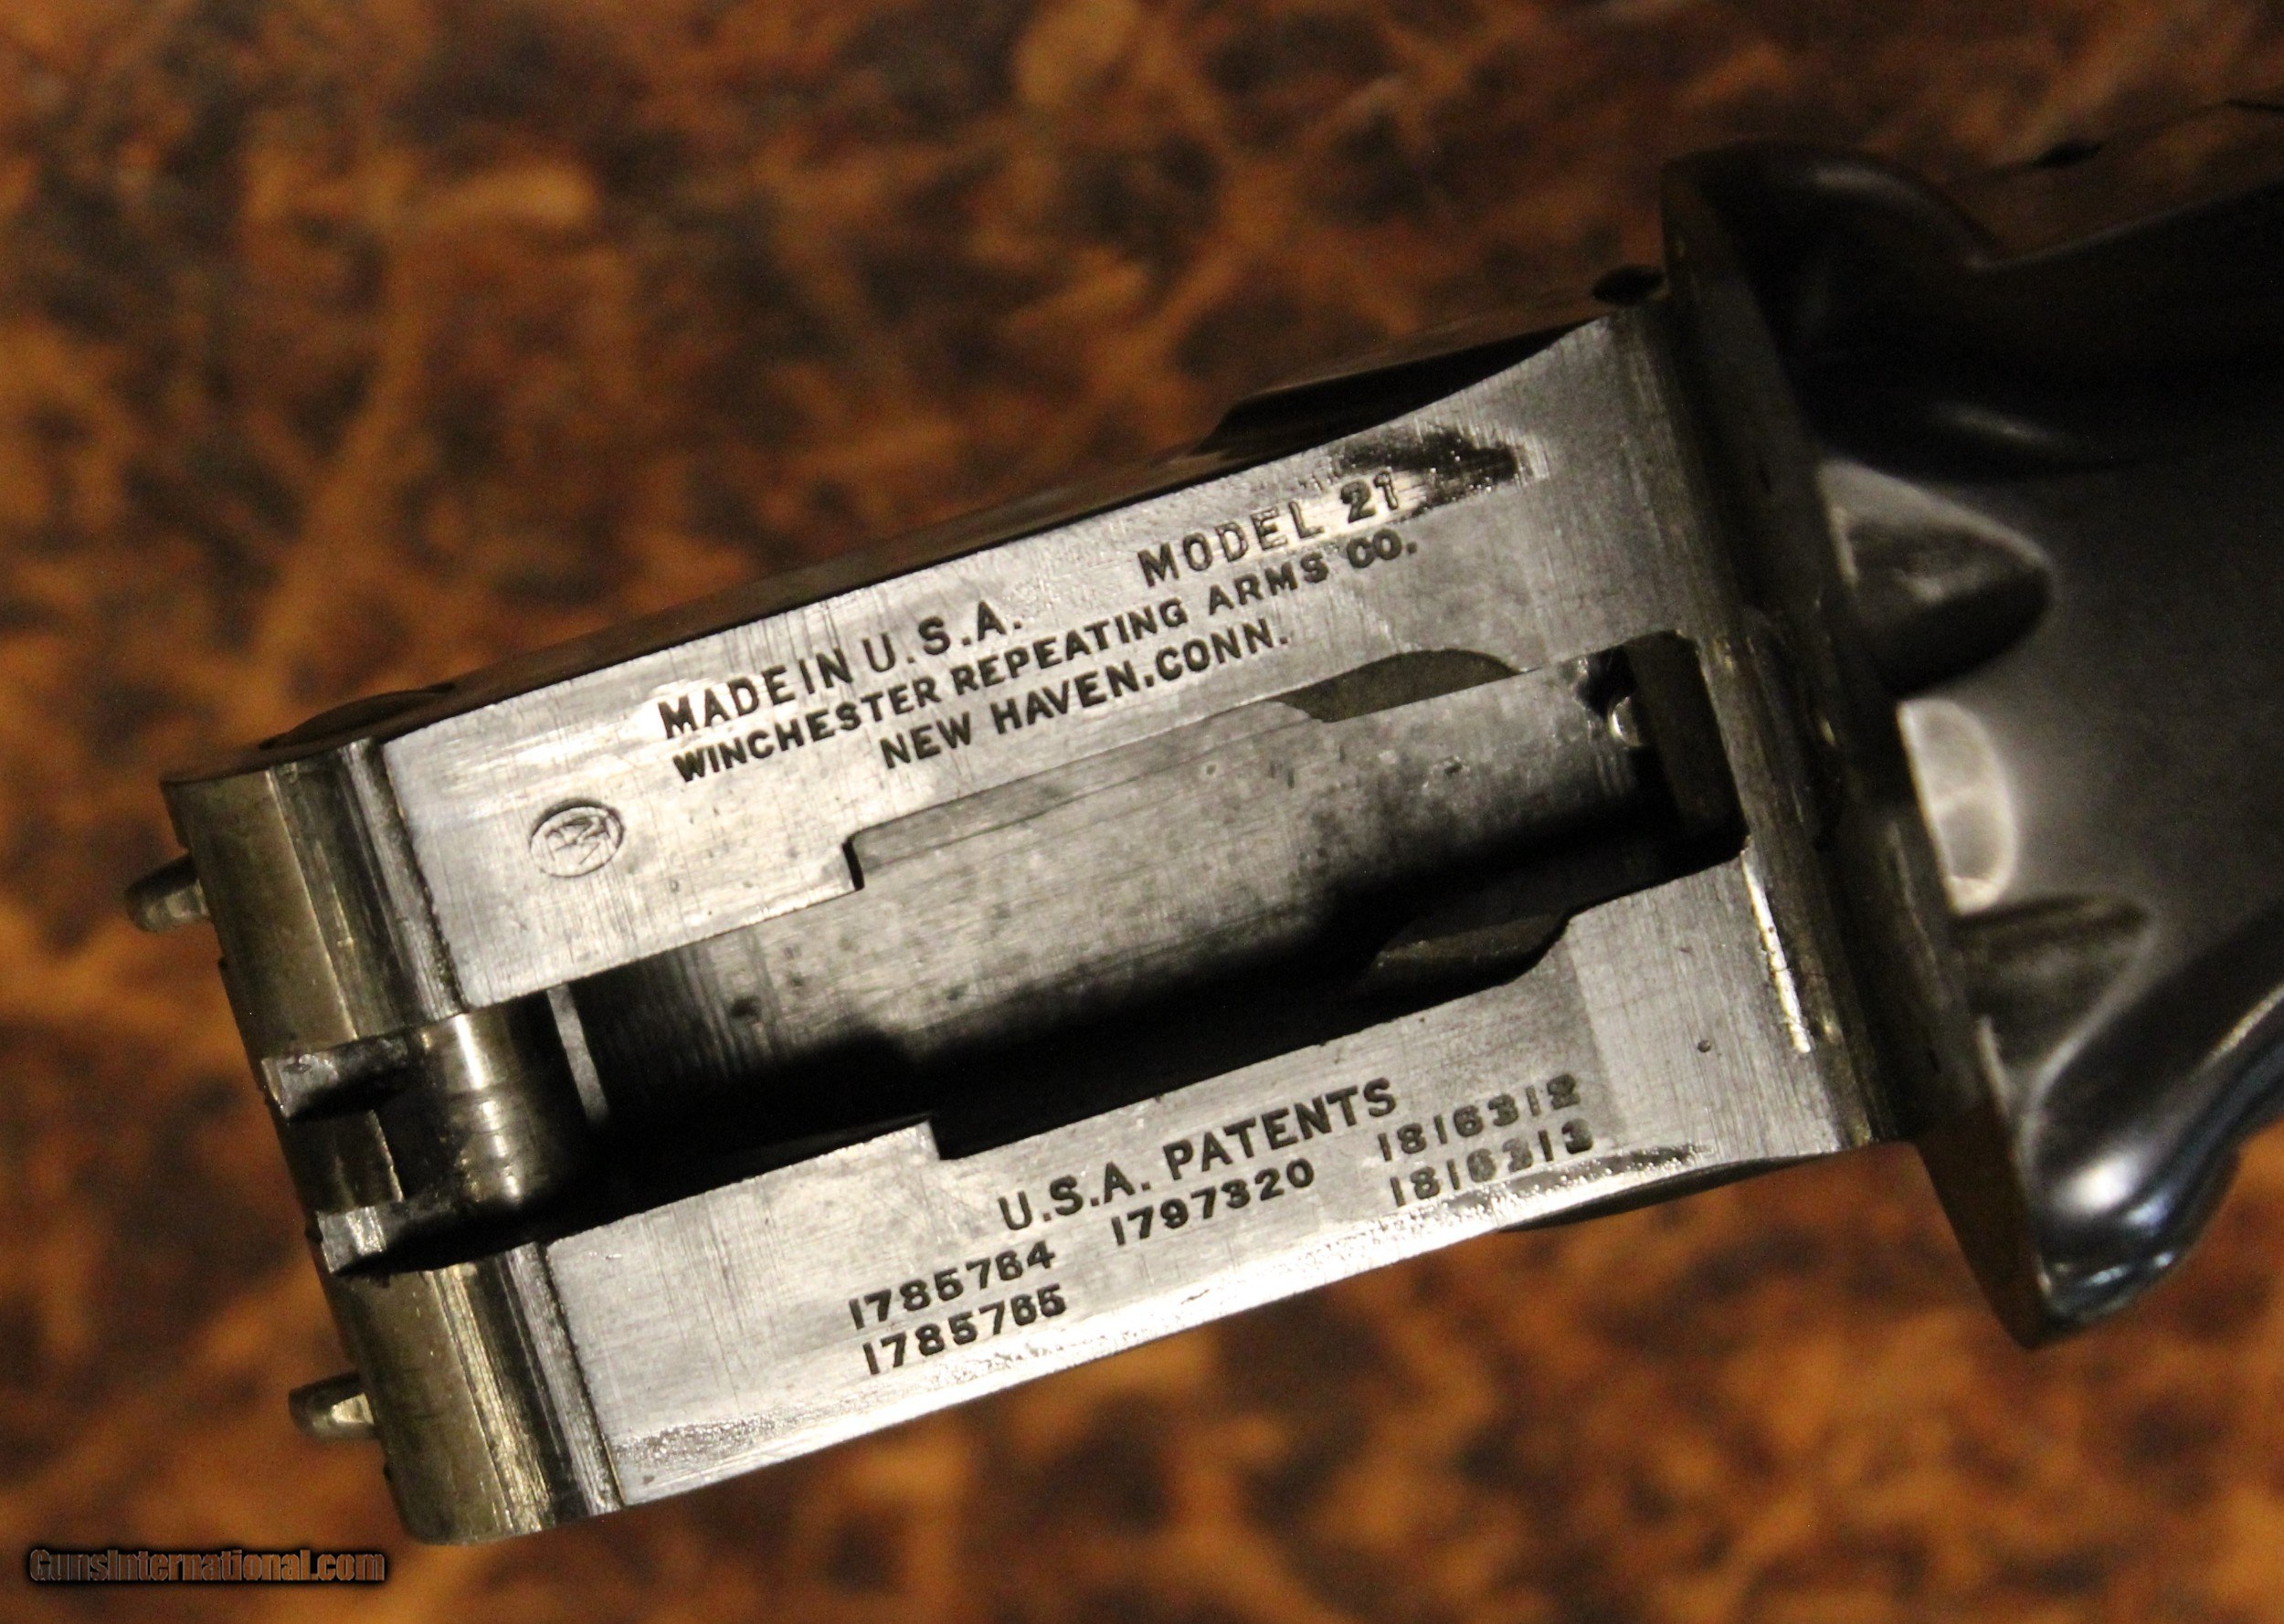 MADE IN U.S.A. MODEL 21
WINCHESTER REPEATING ARMS CO.
NEW HAVEN.CONN.
U.S.A. PATENTS
1785764 1797320 1816312
1785765 1816313
GunsInternational.com